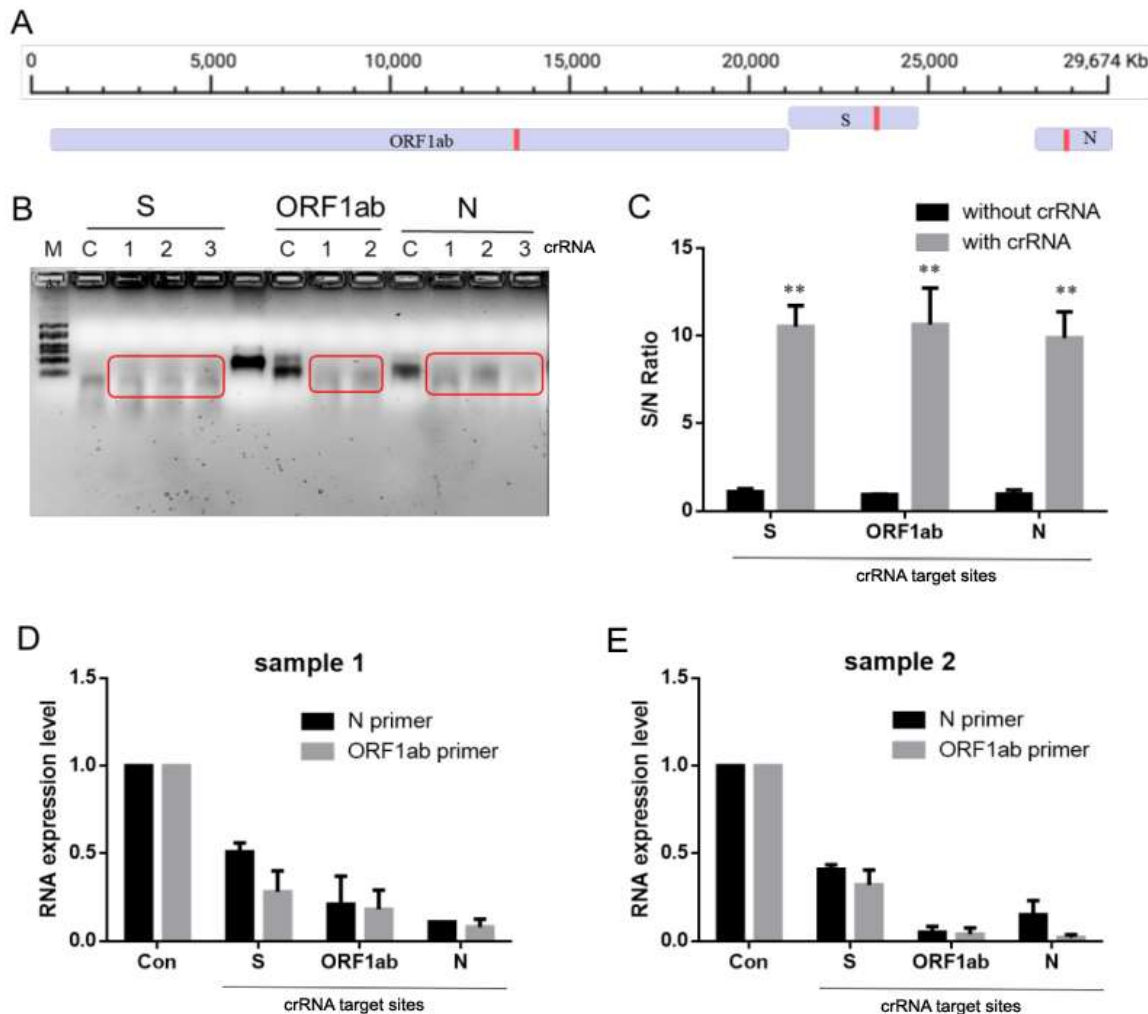 A
0 5,000 10,000 15,000 20,000 25,000 29,674 Kb
S
ORF1ab N
B
S ORF1ab N
M C 1 2 3 C 1 2 C 1 2 3 crRNA
C
without crRNA
with crRNA
15
10
5
0
S/N Ratio
** ** **
S ORF1ab N
crRNA target sites
D
sample 1
1.5
1.0
0.5
0.0
RNA expression level
N primer
ORF1ab primer
Con S ORF1ab N
crRNA target sites
E
sample 2
1.5
1.0
0.5
0.0
RNA expression level
N primer
ORF1ab primer
Con S ORF1ab N
crRNA target sites